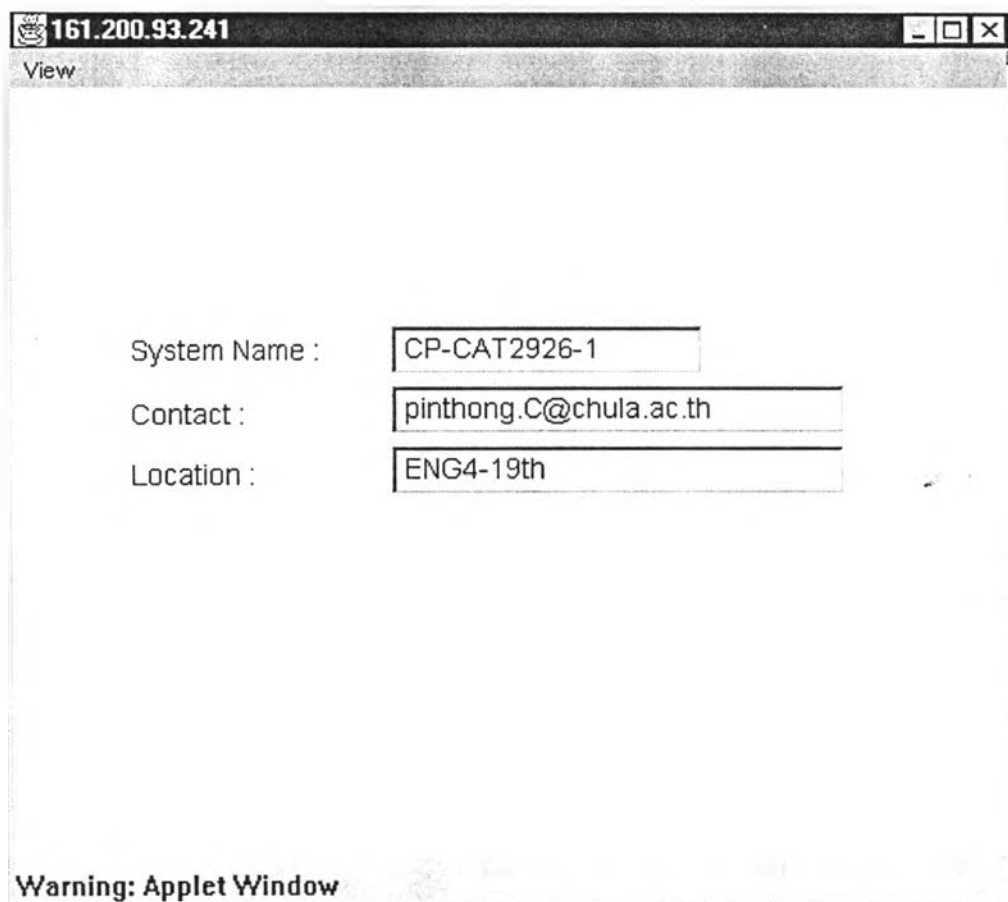 161.200.93.241
View
System Name : CP-CAT2926-1
Contact : pinthong.C@chula.ac.th
Location : ENG4-19th
Warning: Applet Window